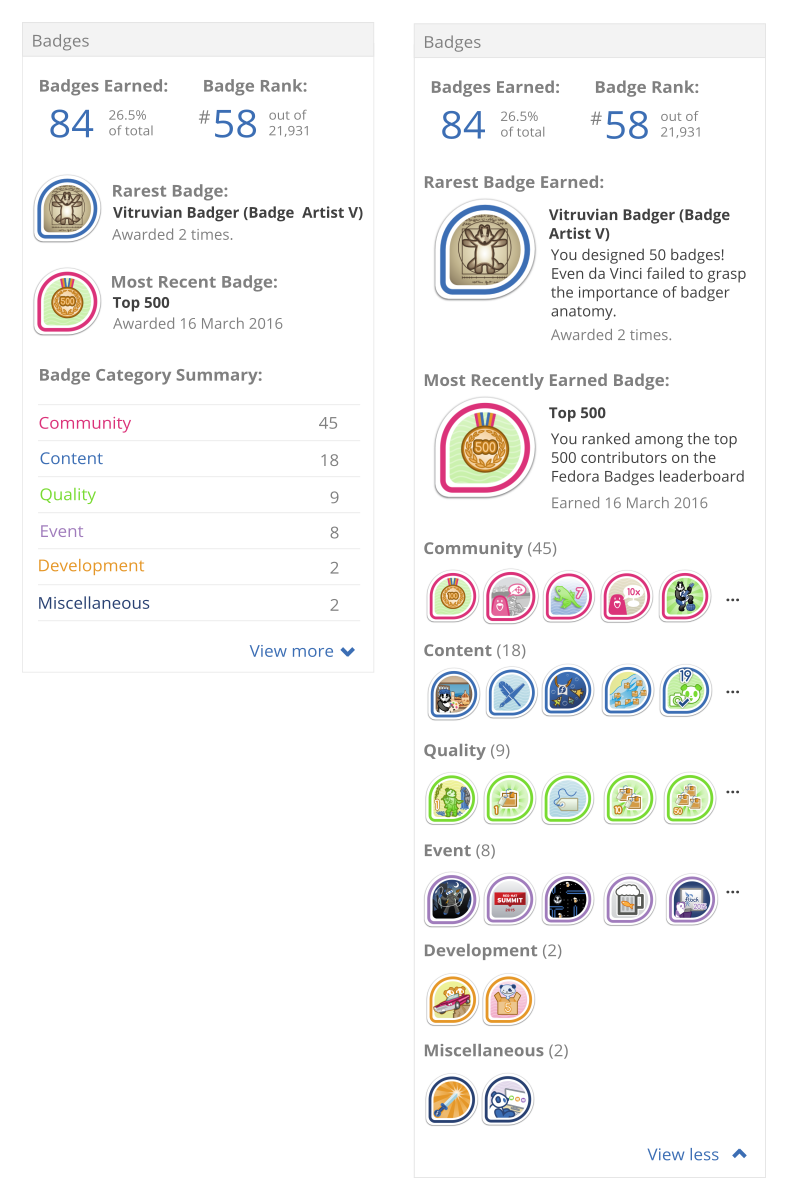 Badges
Badges Earned: Badge Rank:
84 26.5% of total #58 out of 21,931
Rarest Badge:
Vitruvian Badger (Badge Artist V)
Awarded 2 times.
500
Most Recent Badge:
Top 500
Awarded 16 March 2016
Badge Category Summary:
Community 45
Content 18
Quality 9
Event 8
Development 2
Miscellaneous 2
View more
Badges
Badges Earned: Badge Rank:
84 26.5% of total #58 out of 21,931
Rarest Badge Earned:
Vitruvian Badger (Badge
Artist V)
You designed 50 badges!
Even da Vinci failed to grasp
the importance of badger
anatomy.
Awarded 2 times.
Most Recently Earned Badge:
500
Top 500
You ranked among the top
500 contributors on the
Fedora Badges leaderboard
Earned 16 March 2016
Community (45)
100 7 10x ...
Content (18)
19 ...
Quality (9)
1 1 10 50 ...
Event (8)
RED HAT
SUMMIT
2015
flock
...
Development (2)
Miscellaneous (2)
View less